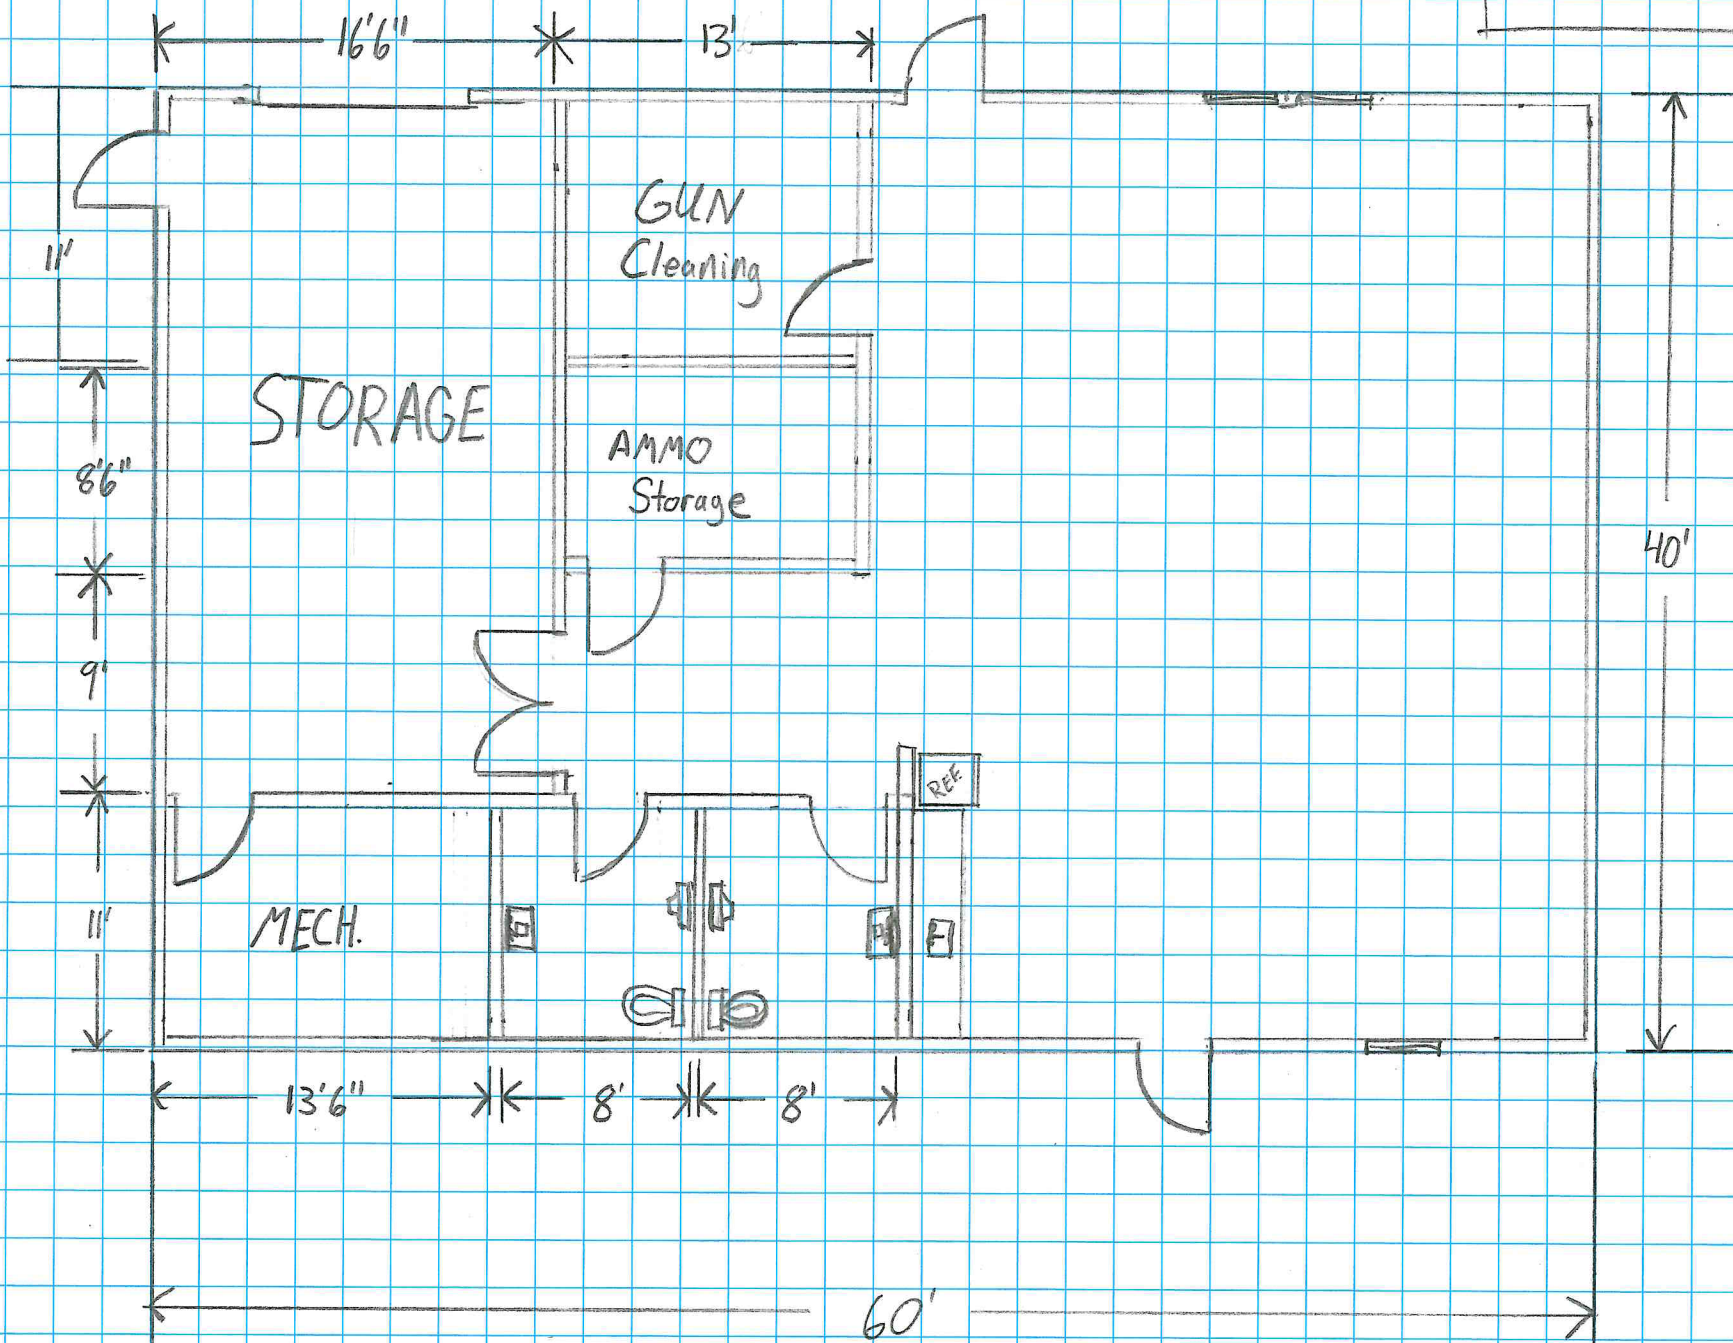 16'6"
13'
GUN
Cleaning
11'
STORAGE
AMMO
Storage
8'6"
40'
9'
REF.
11'
MECH.
13'6"
8'
8'
60'